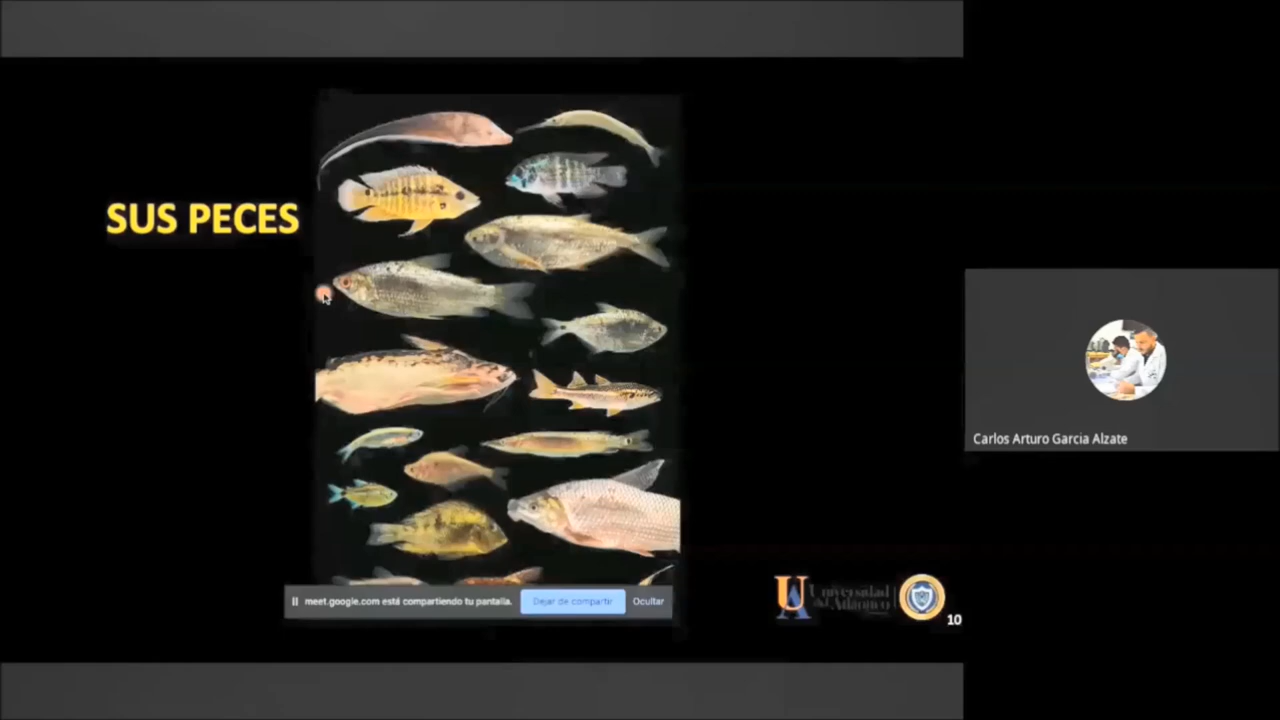 SUS PECES
meet.google.com está compartiendo tu pantalla.
Dejar de compartir
Ocultar
Universidad
del Atlántico
10
Carlos Arturo Garcia Alzate